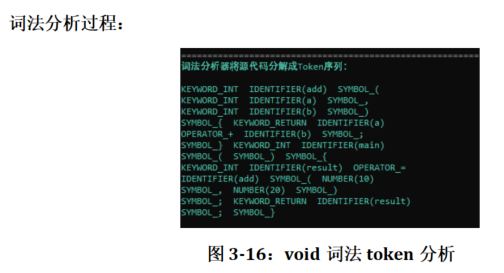 词法分析过程：
词法分析器将源代码分解成Token序列：
KEYWORD_INT IDENTIFIER(add) SYMBOL_(
KEYWORD_INT IDENTIFIER(a) SYMBOL_,
KEYWORD_INT IDENTIFIER(b) SYMBOL_)
SYMBOL_{ KEYWORD_RETURN IDENTIFIER(a)
OPERATOR_+ IDENTIFIER(b) SYMBOL_;
SYMBOL_} KEYWORD_INT IDENTIFIER(main)
SYMBOL_( SYMBOL_) SYMBOL_{
KEYWORD_INT IDENTIFIER(result) OPERATOR_=
IDENTIFIER(add) SYMBOL_( NUMBER(10)
SYMBOL_, NUMBER(20) SYMBOL_)
SYMBOL_; KEYWORD_RETURN IDENTIFIER(result)
SYMBOL_; SYMBOL_}
图 3-16：void 词法 token 分析